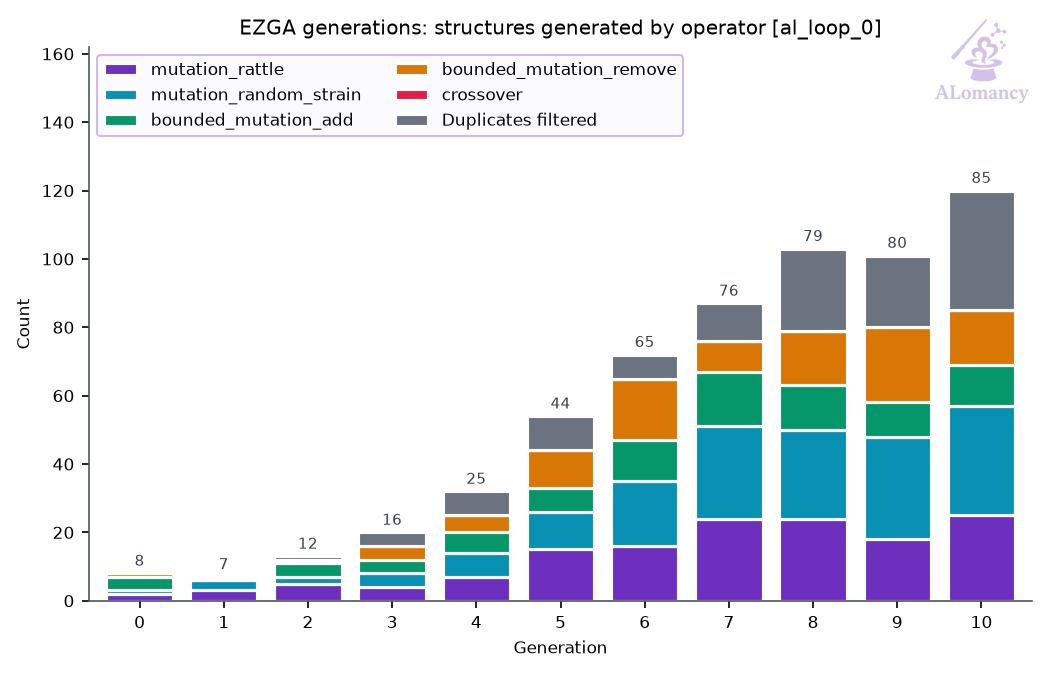 EZGA generations: structures generated by operator [al_loop_0]
ALomancy
mutation_rattle
mutation_random_strain
bounded_mutation_add
bounded_mutation_remove
crossover
Duplicates filtered
Count
160
140
120
100
80
60
40
20
0
8
7
12
16
25
44
65
76
79
80
85
0 1 2 3 4 5 6 7 8 9 10
Generation